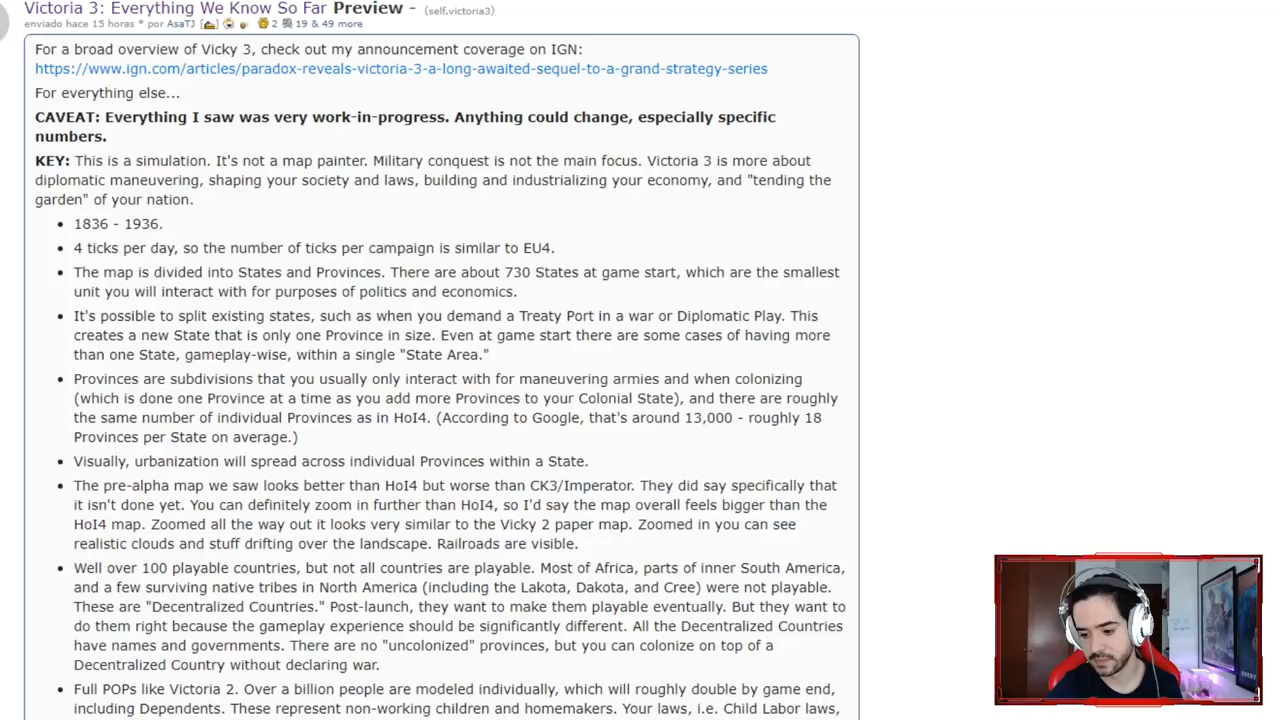 Victoria 3: Everything We Know So Far Preview - (self.victoria3)
enviado hace 15 horas * por AsaTJ [ ] 2 19 & 49 more
For a broad overview of Vicky 3, check out my announcement coverage on IGN:
https://www.ign.com/articles/paradox-reveals-victoria-3-a-long-awaited-sequel-to-a-grand-strategy-series
For everything else...
CAVEAT: Everything I saw was very work-in-progress. Anything could change, especially specific
numbers.
KEY: This is a simulation. It's not a map painter. Military conquest is not the main focus. Victoria 3 is more about
diplomatic maneuvering, shaping your society and laws, building and industrializing your economy, and "tending the
garden" of your nation.
• 1836 - 1936.
• 4 ticks per day, so the number of ticks per campaign is similar to EU4.
• The map is divided into States and Provinces. There are about 730 States at game start, which are the smallest
unit you will interact with for purposes of politics and economics.
• It's possible to split existing states, such as when you demand a Treaty Port in a war or Diplomatic Play. This
creates a new State that is only one Province in size. Even at game start there are some cases of having more
than one State, gameplay-wise, within a single "State Area."
• Provinces are subdivisions that you usually only interact with for maneuvering armies and when colonizing
(which is done one Province at a time as you add more Provinces to your Colonial State), and there are roughly
the same number of individual Provinces as in HoI4. (According to Google, that's around 13,000 - roughly 18
Provinces per State on average.)
• Visually, urbanization will spread across individual Provinces within a State.
• The pre-alpha map we saw looks better than HoI4 but worse than CK3/Imperator. They did say specifically that
it isn't done yet. You can definitely zoom in further than HoI4, so I'd say the map overall feels bigger than the
HoI4 map. Zoomed all the way out it looks very similar to the Vicky 2 paper map. Zoomed in you can see
realistic clouds and stuff drifting over the landscape. Railroads are visible.
• Well over 100 playable countries, but not all countries are playable. Most of Africa, parts of inner South America,
and a few surviving native tribes in North America (including the Lakota, Dakota, and Cree) were not playable.
These are "Decentralized Countries." Post-launch, they want to make them playable eventually. But they want to
do them right because the gameplay experience should be significantly different. All the Decentralized Countries
have names and governments. There are no "uncolonized" provinces, but you can colonize on top of a
Decentralized Country without declaring war.
• Full POPs like Victoria 2. Over a billion people are modeled individually, which will roughly double by game end,
including Dependents. These represent non-working children and homemakers. Your laws, i.e. Child Labor laws,